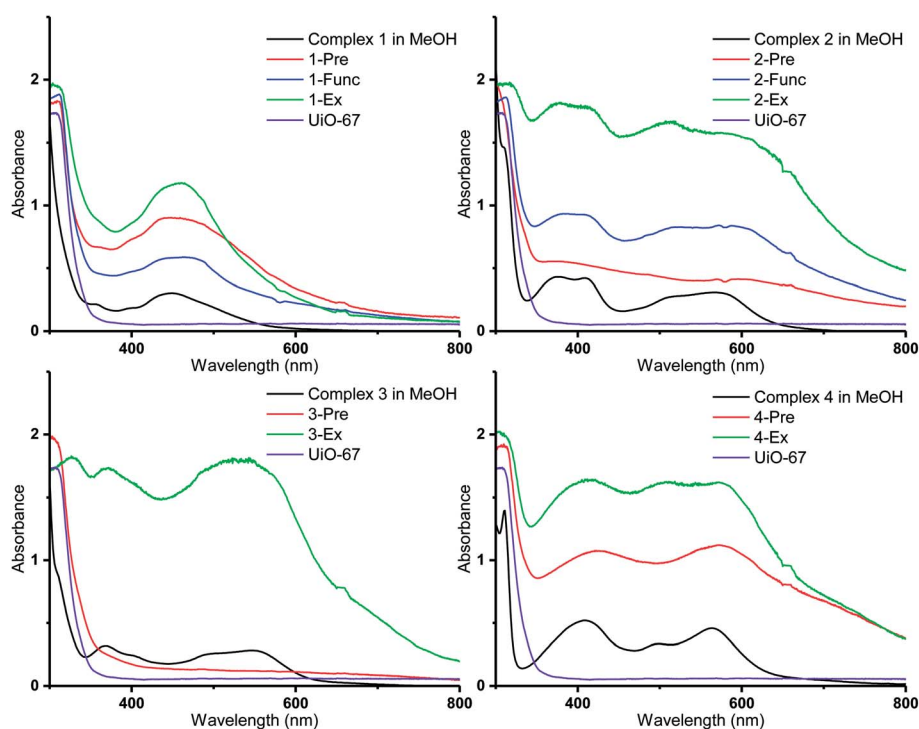 Complex 1 in MeOH
1-Pre
1-Func
1-Ex
UiO-67
Absorbance
2
1
0
400
600
800
Wavelength (nm)
Complex 2 in MeOH
2-Pre
2-Func
2-Ex
UiO-67
Absorbance
2
1
0
400
600
800
Wavelength (nm)
Complex 3 in MeOH
3-Pre
3-Ex
UiO-67
Absorbance
2
1
0
400
600
800
Wavelength (nm)
Complex 4 in MeOH
4-Pre
4-Ex
UiO-67
Absorbance
2
1
0
400
600
800
Wavelength (nm)